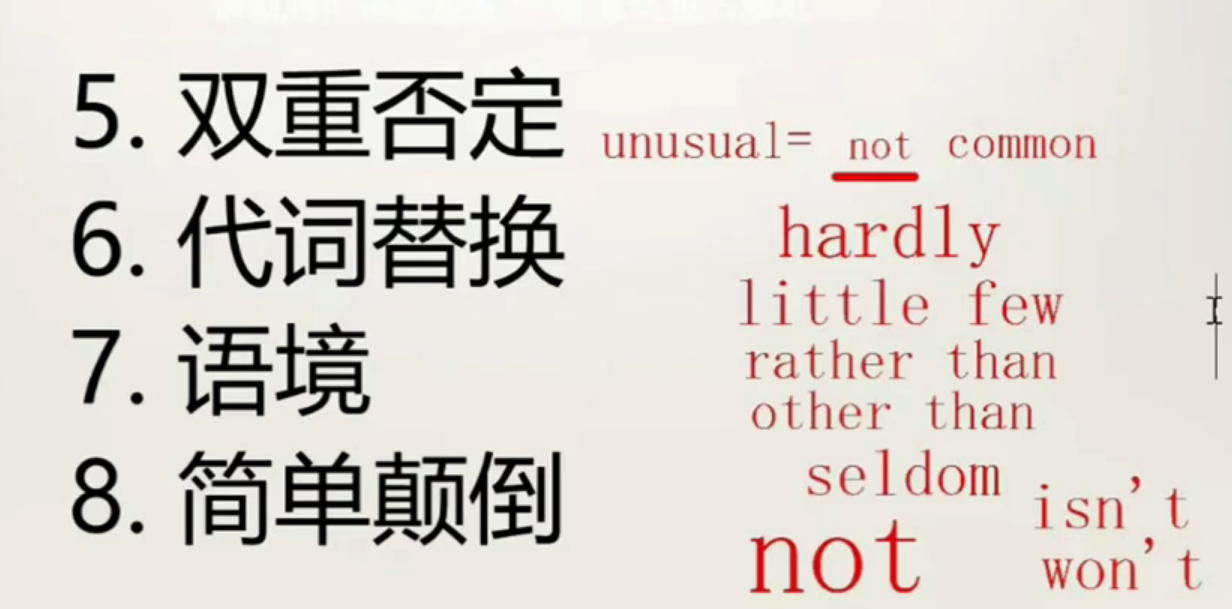 5. 双重否定 unusual= not common
hardly
6. 代词替换
little few
7. 语境
rather than
other than
8. 简单颠倒
seldom
isn't
not
won't